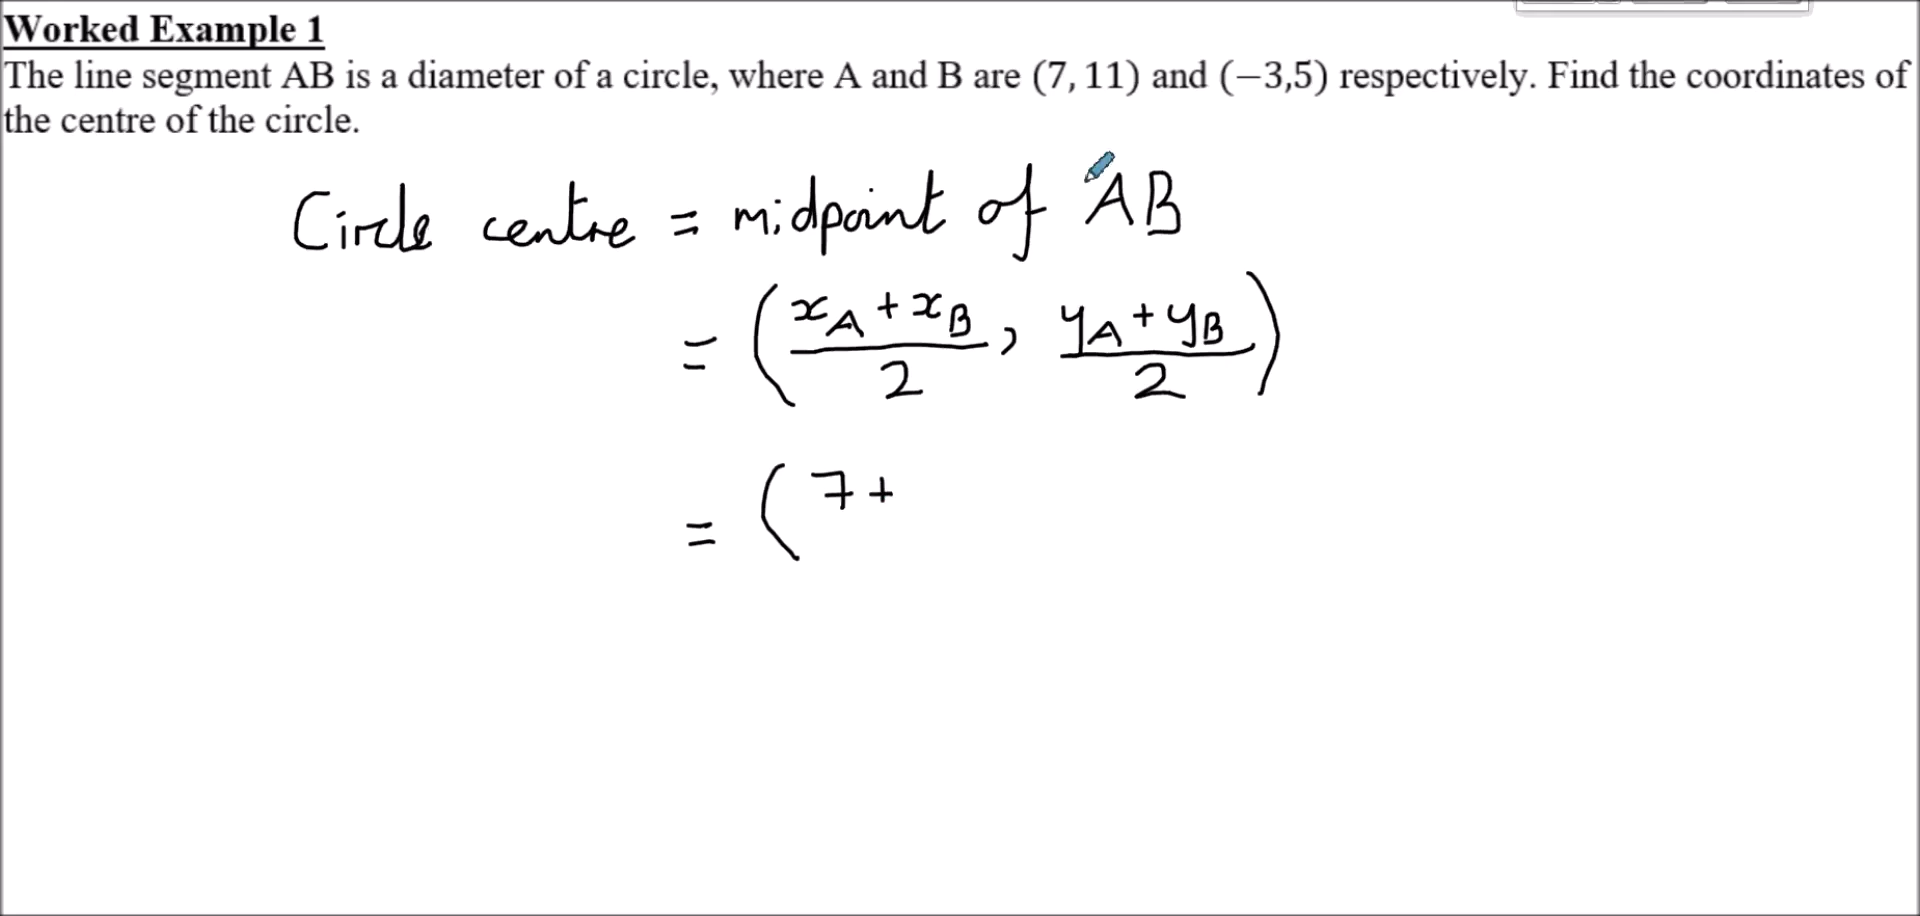 Worked Example 1
The line segment AB is a diameter of a circle, where A and B are (7, 11) and (−3,5) respectively. Find the coordinates of
the centre of the circle.
Circle centre = midpoint of AB
= (x_A + x_B / 2, y_A + y_B / 2)
= ( 7 +